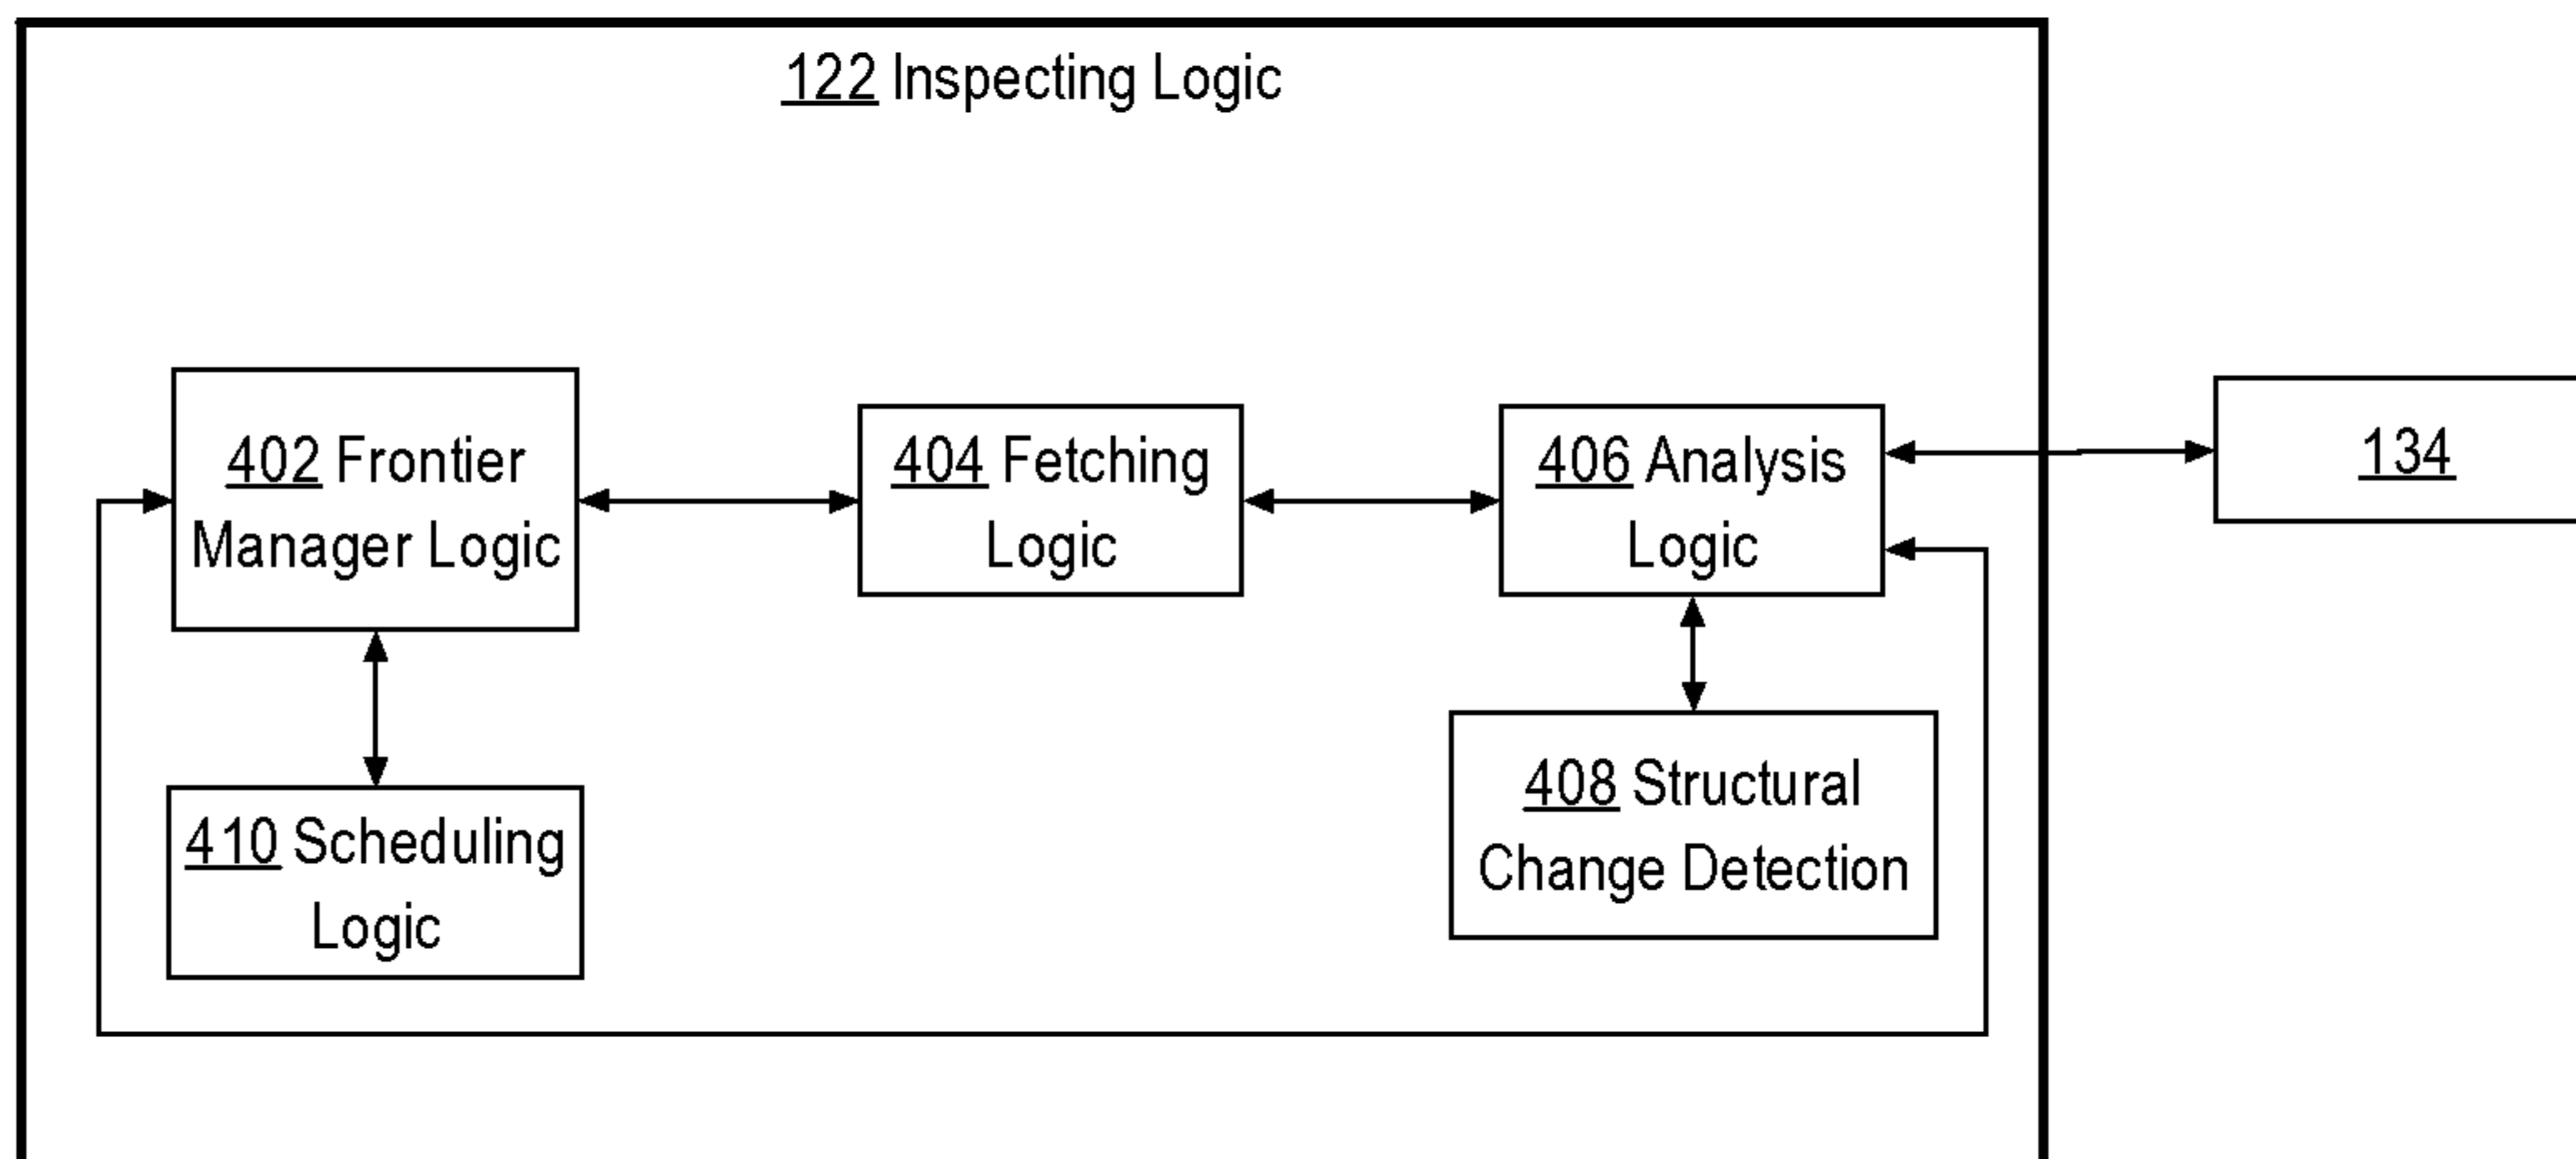 122 Inspecting Logic
402 Frontier
Manager Logic
404 Fetching
Logic
406 Analysis
Logic
134
410 Scheduling
Logic
408 Structural
Change Detection